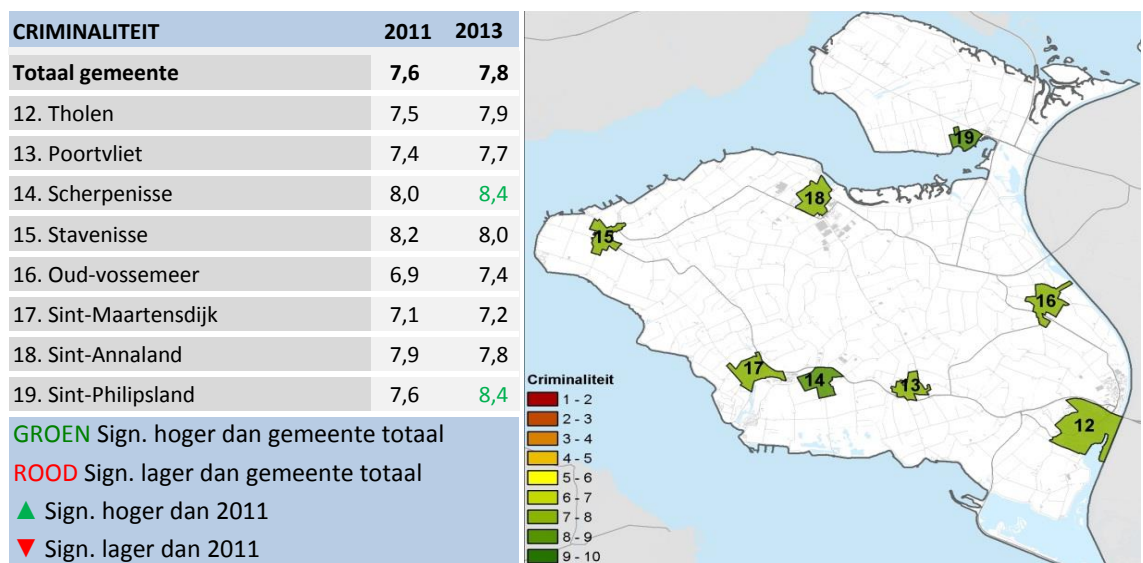 CRIMINALITEIT 2011 2013
Totaal gemeente 7,6 7,8
12. Tholen 7,5 7,9
13. Poortvliet 7,4 7,7
14. Scherpenisse 8,0 8,4
15. Stavenisse 8,2 8,0
16. Oud-vossemeer 6,9 7,4
17. Sint-Maartensdijk 7,1 7,2
18. Sint-Annaland 7,9 7,8
19. Sint-Philipsland 7,6 8,4
GROEN Sign. hoger dan gemeente totaal
ROOD Sign. lager dan gemeente totaal
▲ Sign. hoger dan 2011
▼ Sign. lager dan 2011
19
18
15
16
17
14
13
12
Criminaliteit
1 - 2
2 - 3
3 - 4
4 - 5
5 - 6
6 - 7
7 - 8
8 - 9
9 - 10